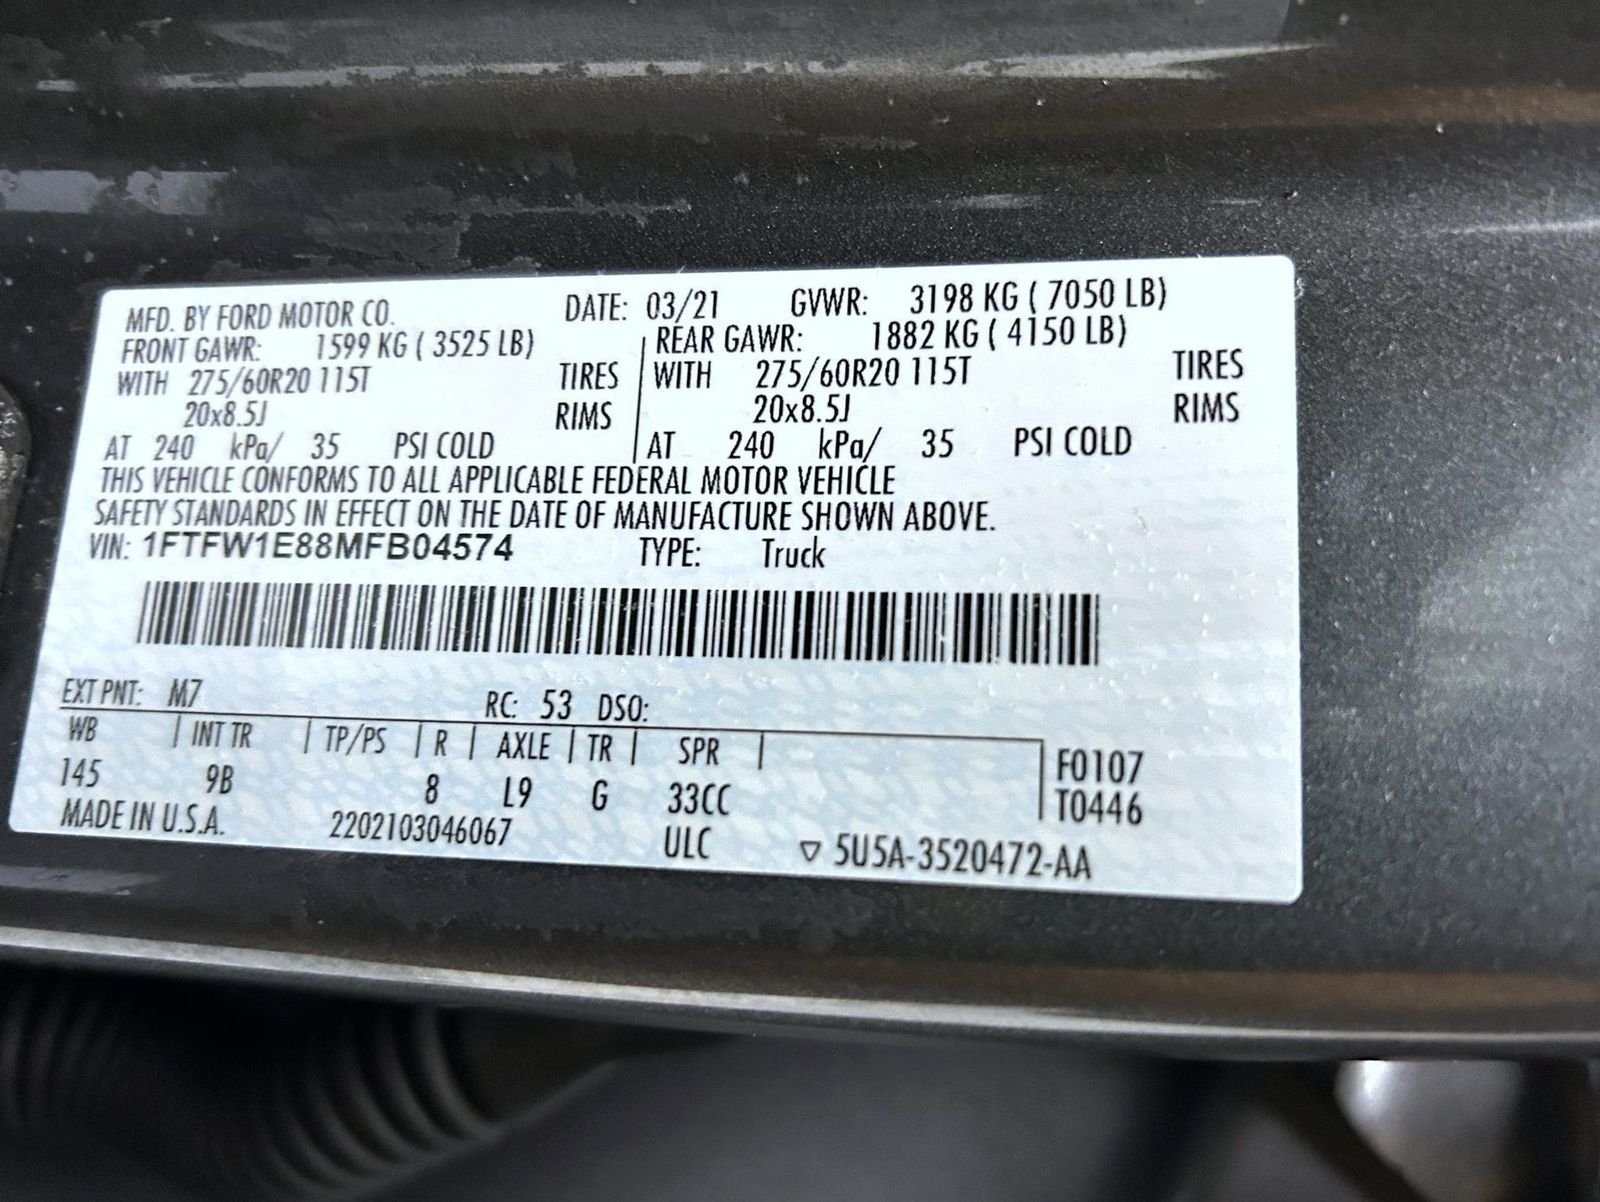 MFD. BY FORD MOTOR CO. DATE: 03/21 GVWR: 3198 KG ( 7050 LB)
FRONT GAWR: 1599 KG ( 3525 LB) REAR GAWR: 1882 KG ( 4150 LB)
WITH 275/60R20 115T TIRES WITH 275/60R20 115T TIRES
20x8.5J RIMS 20x8.5J RIMS
AT 240 kPa/ 35 PSI COLD AT 240 kPa/ 35 PSI COLD
THIS VEHICLE CONFORMS TO ALL APPLICABLE FEDERAL MOTOR VEHICLE
SAFETY STANDARDS IN EFFECT ON THE DATE OF MANUFACTURE SHOWN ABOVE.
VIN: 1FTFW1E88MFB04574 TYPE: Truck
EXT PNT: M7 RC: 53 DSO:
WB INT TR TP/PS R AXLE TR SPR F0107
145 9B 8 L9 G 33CC T0446
MADE IN U.S.A. 2202103046067 ULC ▽ 5U5A-3520472-AA